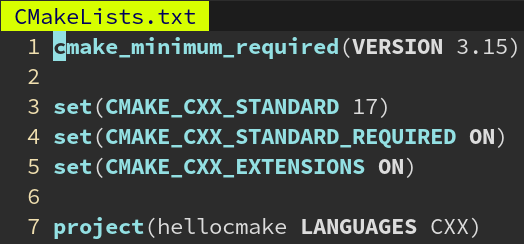 CMakeLists.txt
1 cmake_minimum_required(VERSION 3.15)
2
3 set(CMAKE_CXX_STANDARD 17)
4 set(CMAKE_CXX_STANDARD_REQUIRED ON)
5 set(CMAKE_CXX_EXTENSIONS ON)
6
7 project(hellocmake LANGUAGES CXX)